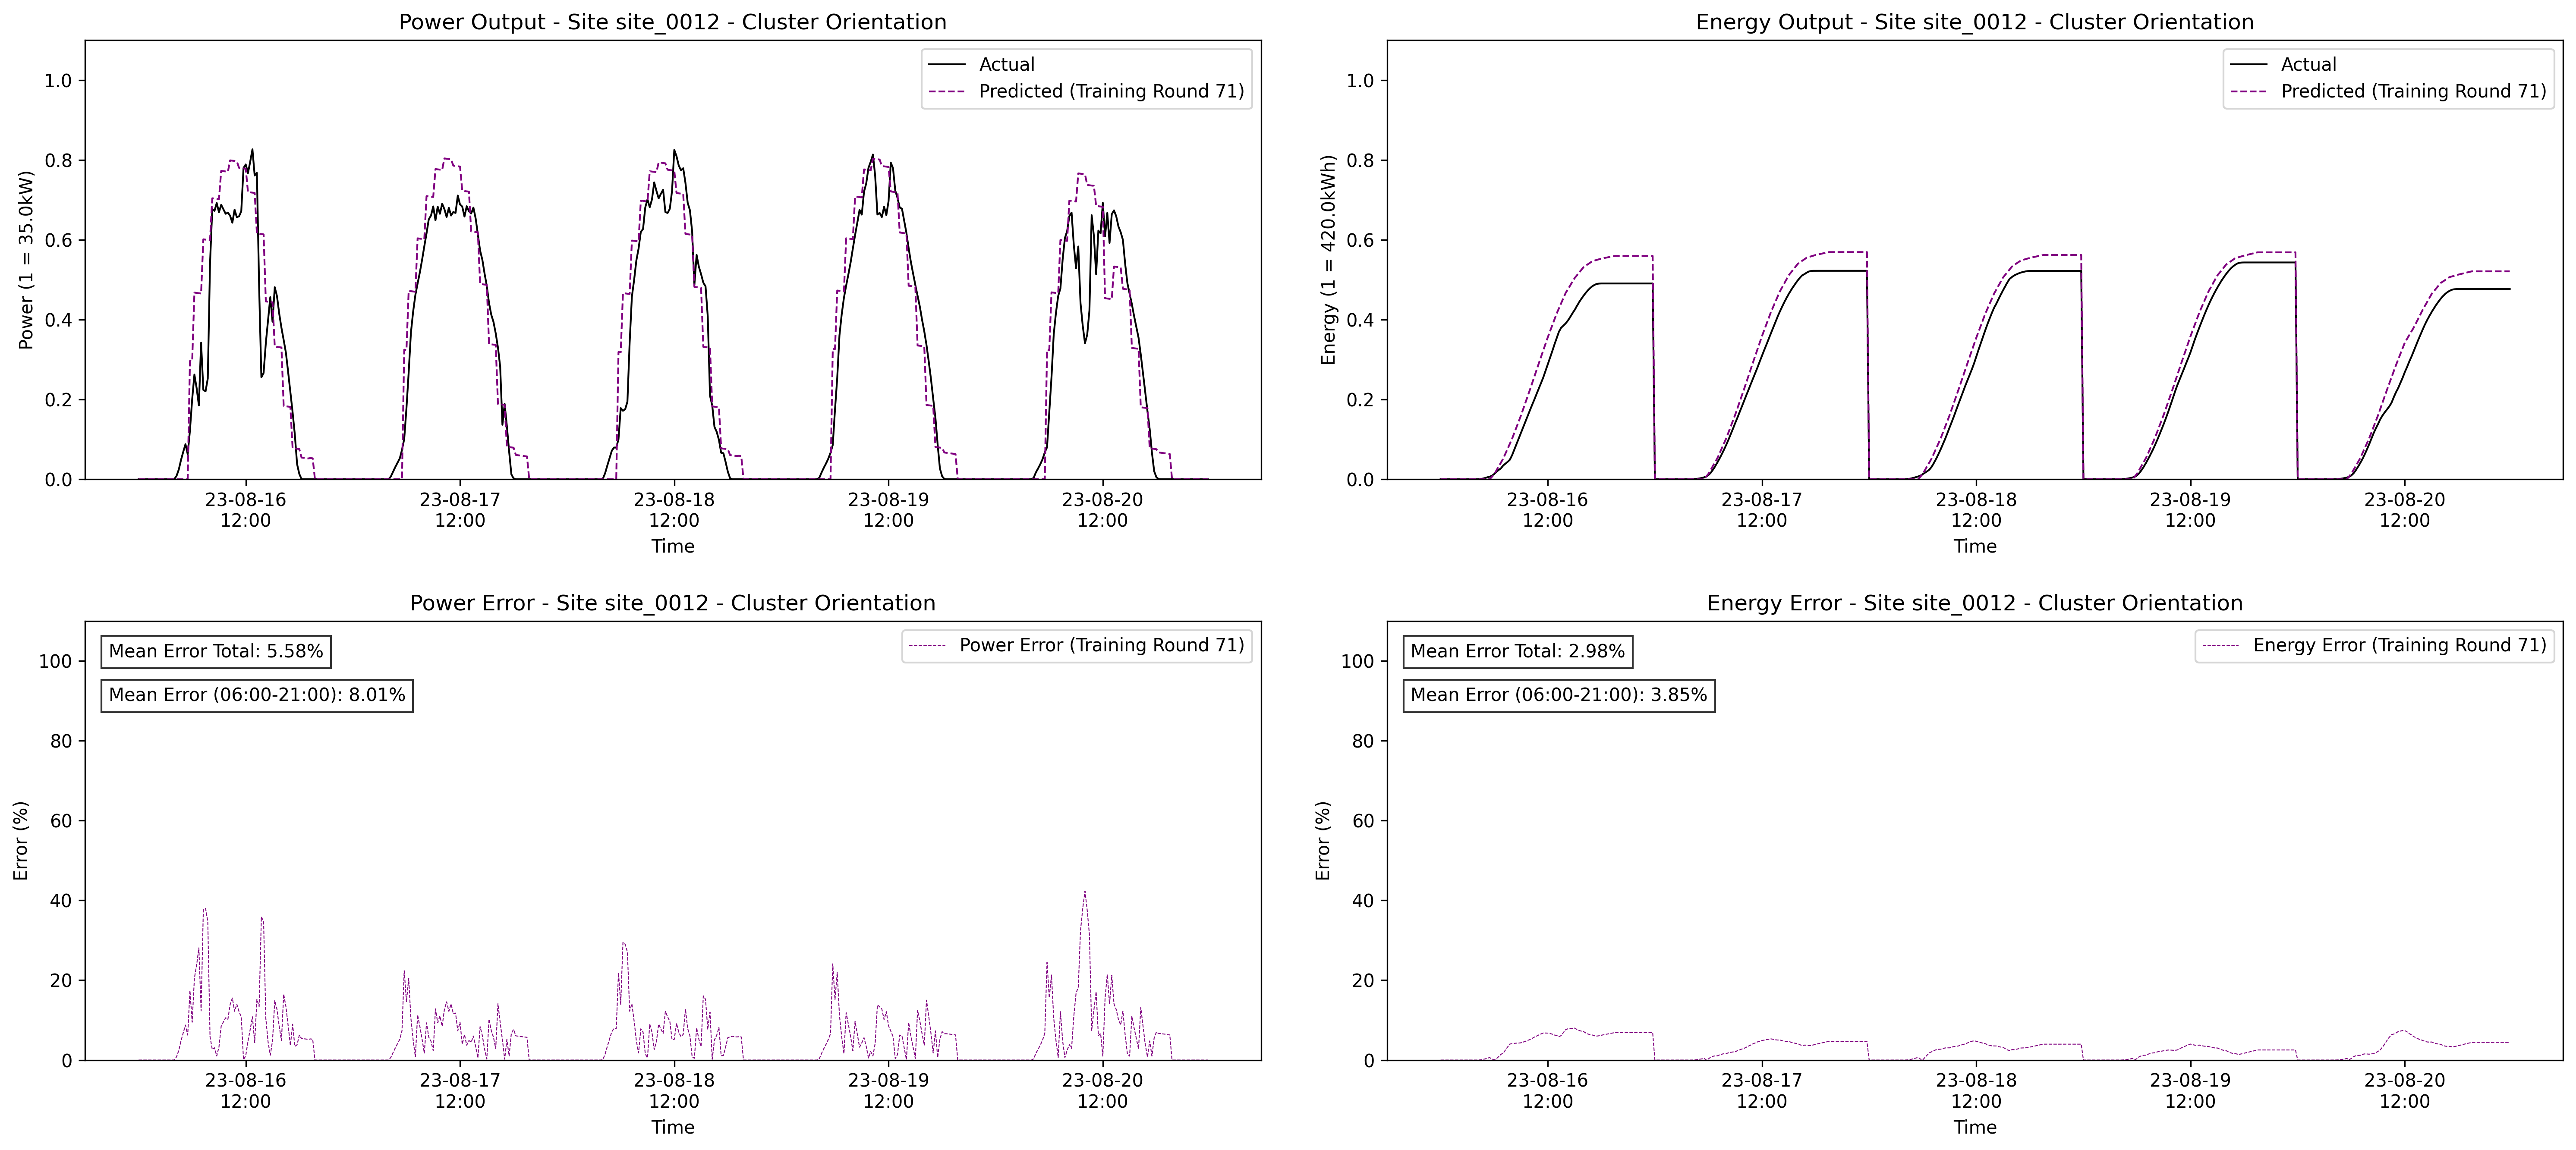 Power Output - Site site_0012 - Cluster Orientation
Power (1 = 35.0kW)
1.0
0.8
0.6
0.4
0.2
0.0
Actual
Predicted (Training Round 71)
23-08-16
12:00
23-08-17
12:00
23-08-18
12:00
23-08-19
12:00
23-08-20
12:00
Time
Energy Output - Site site_0012 - Cluster Orientation
Energy (1 = 420.0kWh)
1.0
0.8
0.6
0.4
0.2
0.0
Actual
Predicted (Training Round 71)
23-08-16
12:00
23-08-17
12:00
23-08-18
12:00
23-08-19
12:00
23-08-20
12:00
Time
Power Error - Site site_0012 - Cluster Orientation
Error (%)
100
80
60
40
20
0
Mean Error Total: 5.58%
Mean Error (06:00-21:00): 8.01%
Power Error (Training Round 71)
23-08-16
12:00
23-08-17
12:00
23-08-18
12:00
23-08-19
12:00
23-08-20
12:00
Time
Energy Error - Site site_0012 - Cluster Orientation
Error (%)
100
80
60
40
20
0
Mean Error Total: 2.98%
Mean Error (06:00-21:00): 3.85%
Energy Error (Training Round 71)
23-08-16
12:00
23-08-17
12:00
23-08-18
12:00
23-08-19
12:00
23-08-20
12:00
Time